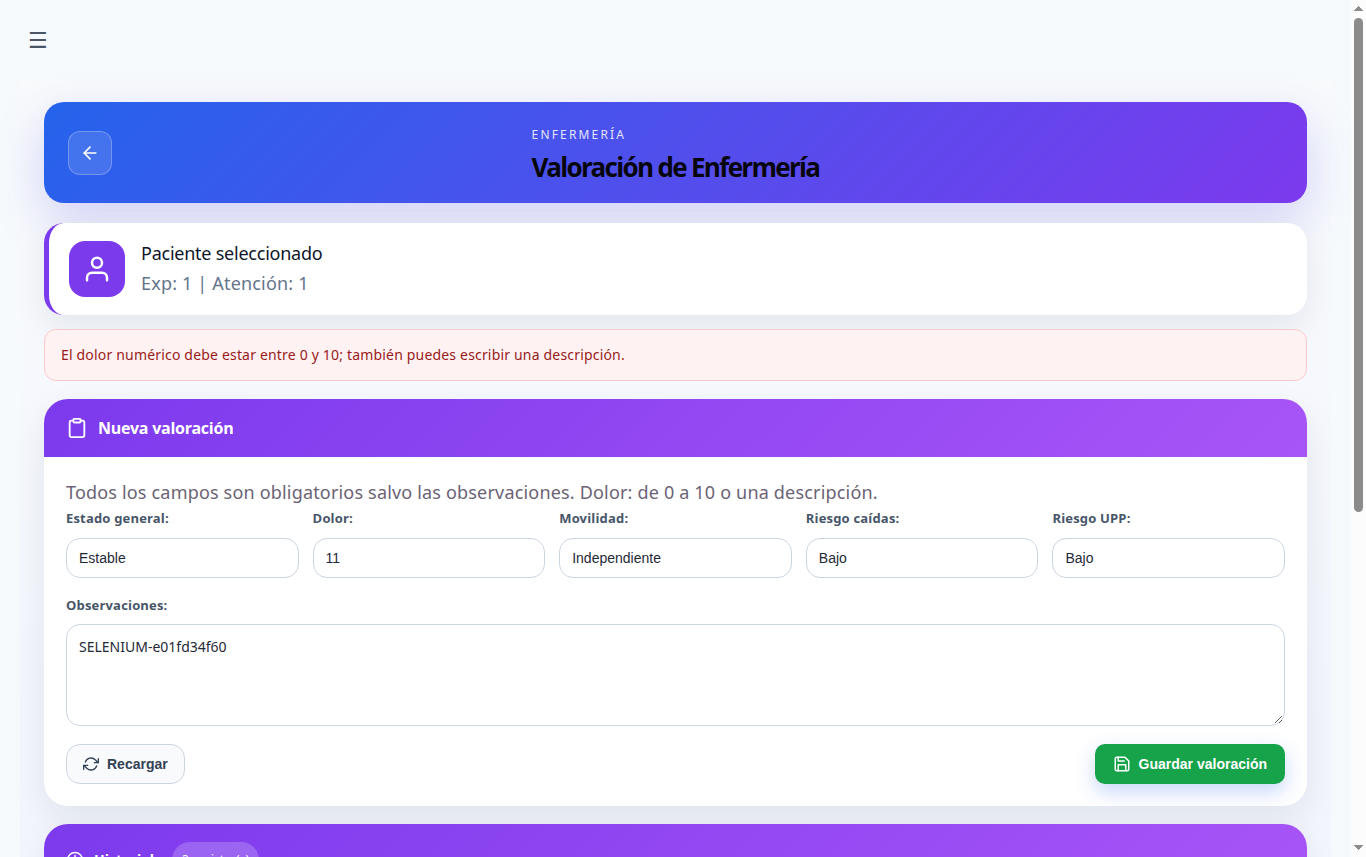 ENFERMERÍA
Valoración de Enfermería
Paciente seleccionado
Exp: 1 | Atención: 1
El dolor numérico debe estar entre 0 y 10; también puedes escribir una descripción.
Nueva valoración
Todos los campos son obligatorios salvo las observaciones. Dolor: de 0 a 10 o una descripción.
Estado general: Dolor: Movilidad: Riesgo caídas: Riesgo UPP:
Estable 11 Independiente Bajo Bajo
Observaciones:
SELENIUM-e01fd34f60
Recargar Guardar valoración